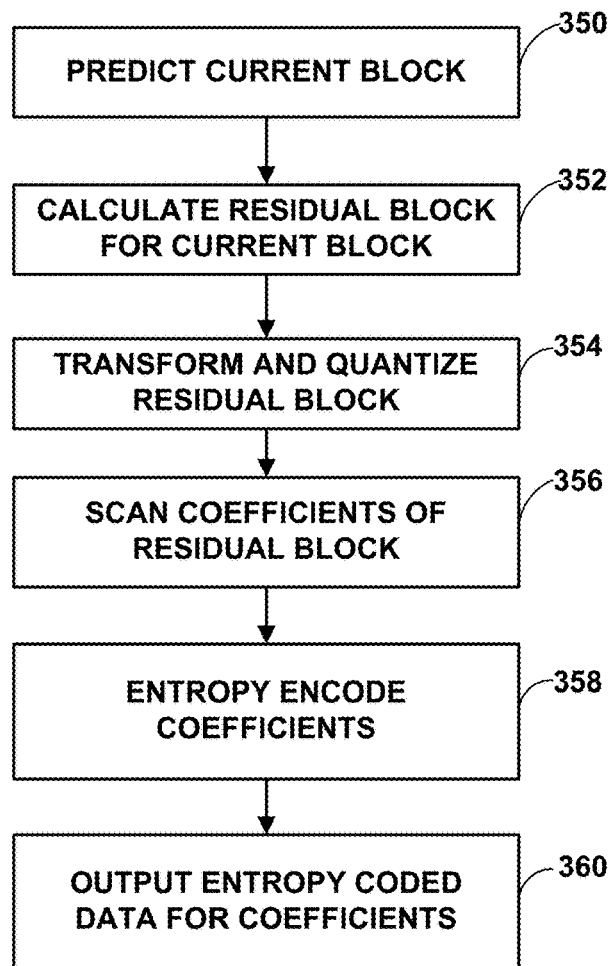 350
PREDICT CURRENT BLOCK
352
CALCULATE RESIDUAL BLOCK
FOR CURRENT BLOCK
354
TRANSFORM AND QUANTIZE
RESIDUAL BLOCK
356
SCAN COEFFICIENTS OF
RESIDUAL BLOCK
358
ENTROPY ENCODE
COEFFICIENTS
360
OUTPUT ENTROPY CODED
DATA FOR COEFFICIENTS